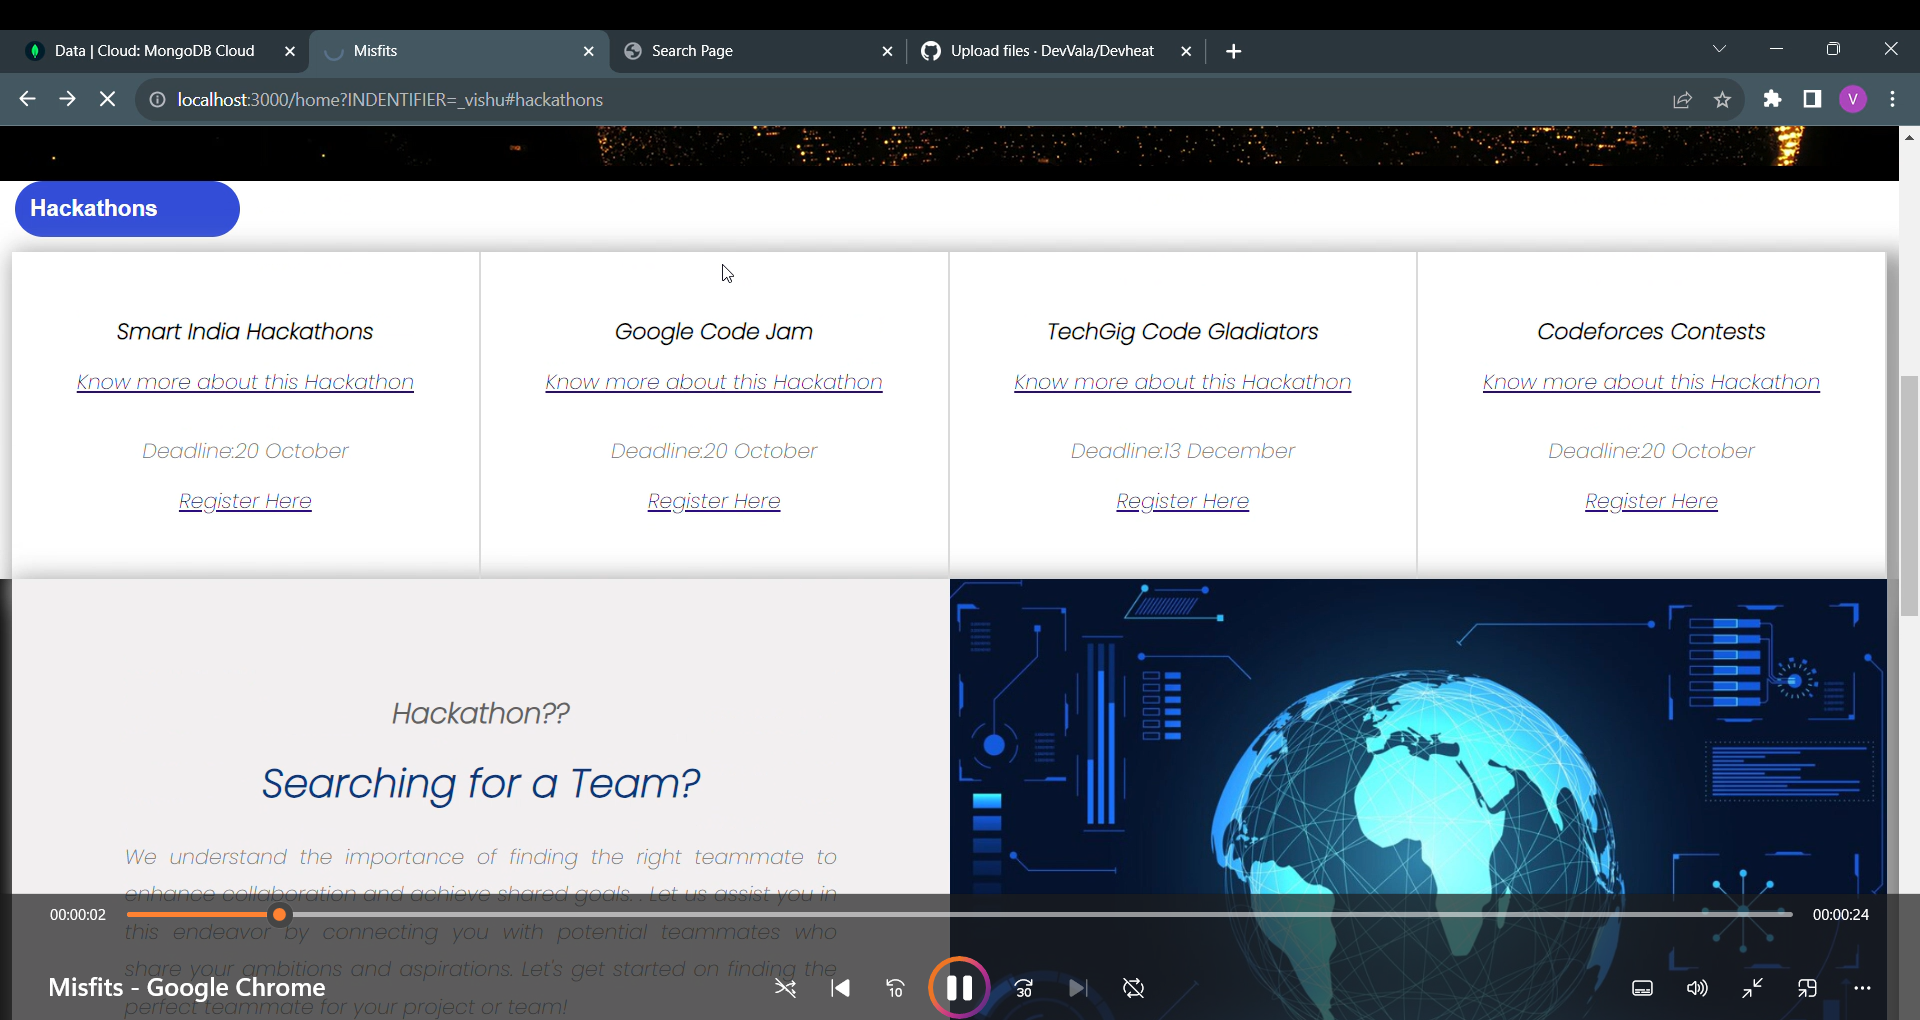 Data | Cloud: MongoDB Cloud
Misfits
Search Page
Upload files · DevVala/Devheat
localhost:3000/home?INDENTIFIER=_vishu#hackathons
V
Hackathons
Smart India Hackathons
Google Code Jam
TechGig Code Gladiators
Codeforces Contests
Know more about this Hackathon
Know more about this Hackathon
Know more about this Hackathon
Know more about this Hackathon
Deadline:20 October
Deadline:20 October
Deadline:13 December
Deadline:20 October
Register Here
Register Here
Register Here
Register Here
Hackathon??
Searching for a Team?
We understand the importance of finding the right teammate to
enhance collaboration and achieve shared goals. . Let us assist you in
00:00:02
00:00:24
this endeavor by connecting you with potential teammates who
share your ambitions and aspirations. Let's get started on finding the
Misfits - Google Chrome
10
30
perfect teammate for your project or team!